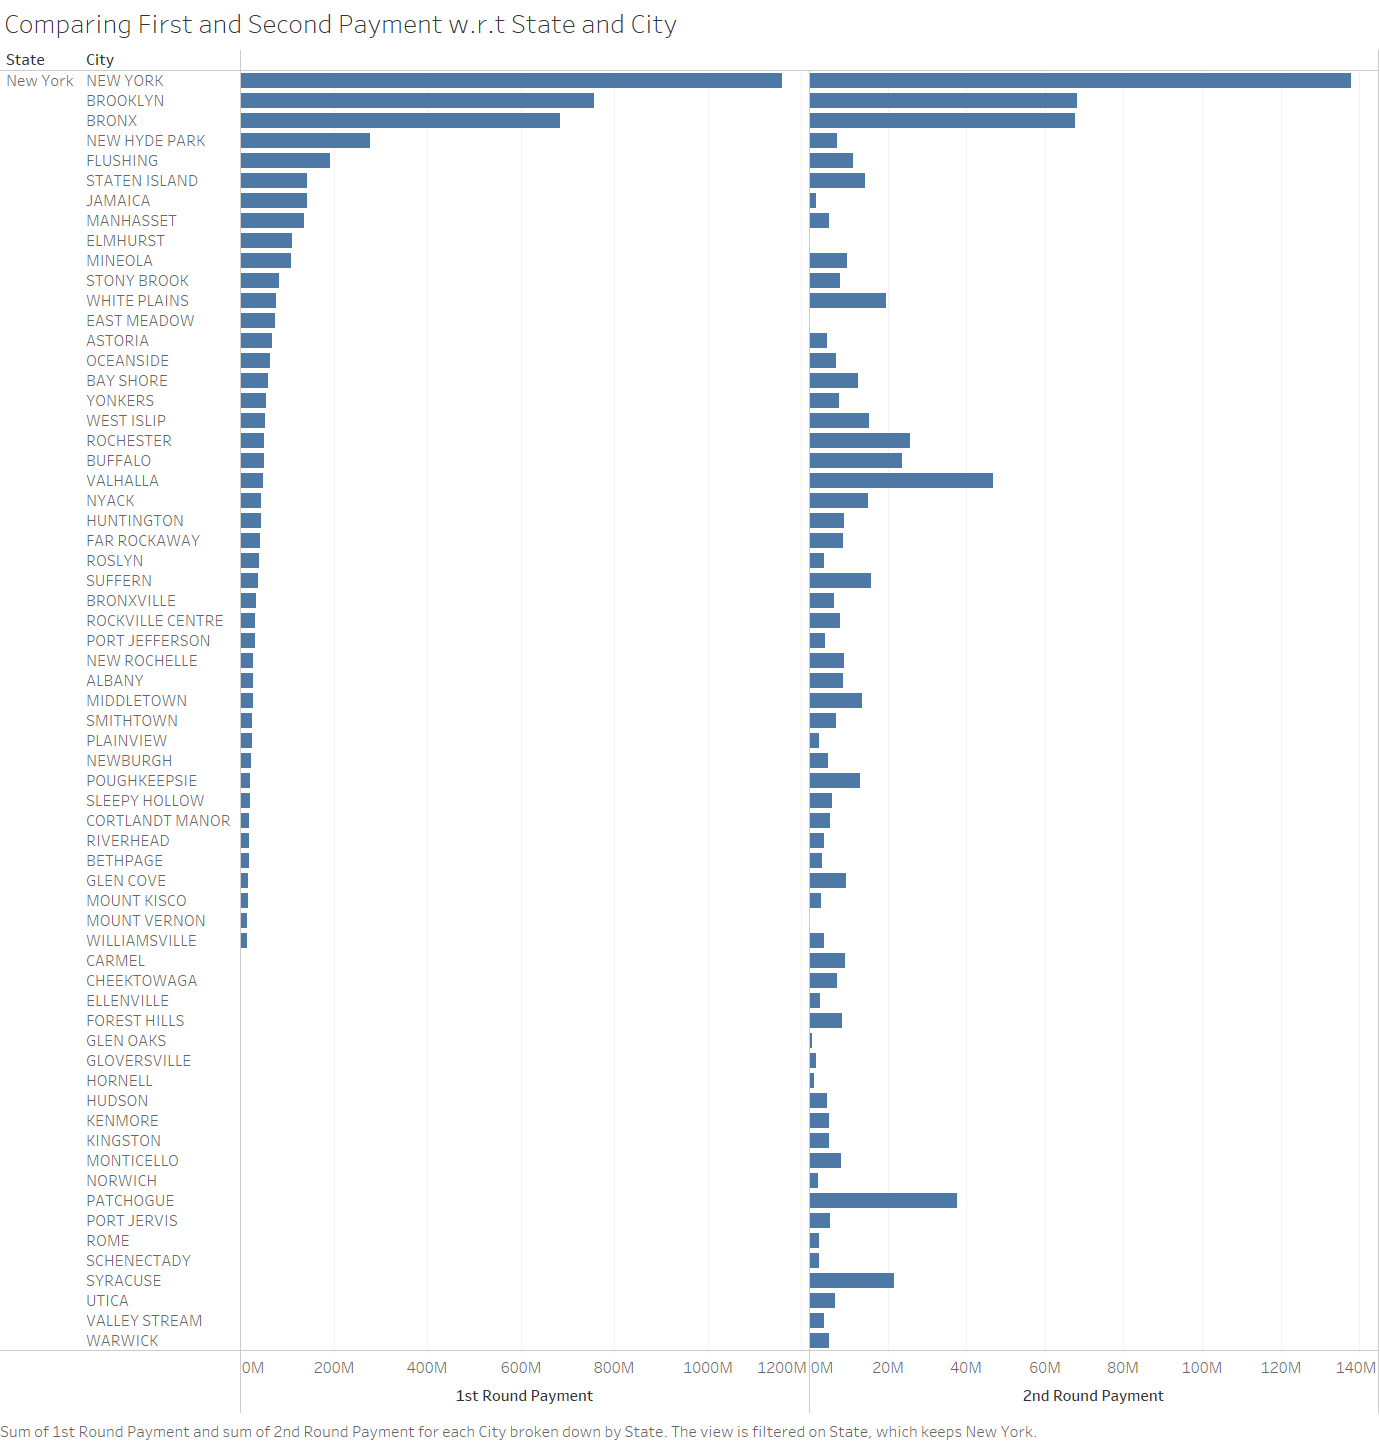 Comparing First and Second Payment w.r.t State and City
State City
New York NEW YORK
BROOKLYN
BRONX
NEW HYDE PARK
FLUSHING
STATEN ISLAND
JAMAICA
MANHASSET
ELMHURST
MINEOLA
STONY BROOK
WHITE PLAINS
EAST MEADOW
ASTORIA
OCEANSIDE
BAY SHORE
YONKERS
WEST ISLIP
ROCHESTER
BUFFALO
VALHALLA
NYACK
HUNTINGTON
FAR ROCKAWAY
ROSLYN
SUFFERN
BRONXVILLE
ROCKVILLE CENTRE
PORT JEFFERSON
NEW ROCHELLE
ALBANY
MIDDLETOWN
SMITHTOWN
PLAINVIEW
NEWBURGH
POUGHKEEPSIE
SLEEPY HOLLOW
CORTLANDT MANOR
RIVERHEAD
BETHPAGE
GLEN COVE
MOUNT KISCO
MOUNT VERNON
WILLIAMSVILLE
CARMEL
CHEEKTOWAGA
ELLENVILLE
FOREST HILLS
GLEN OAKS
GLOVERSVILLE
HORNELL
HUDSON
KENMORE
KINGSTON
MONTICELLO
NORWICH
PATCHOGUE
PORT JERVIS
ROME
SCHENECTADY
SYRACUSE
UTICA
VALLEY STREAM
WARWICK
0M 200M 400M 600M 800M 1000M 1200M 0M 20M 40M 60M 80M 100M 120M 140M
1st Round Payment 2nd Round Payment
Sum of 1st Round Payment and sum of 2nd Round Payment for each City broken down by State. The view is filtered on State, which keeps New York.